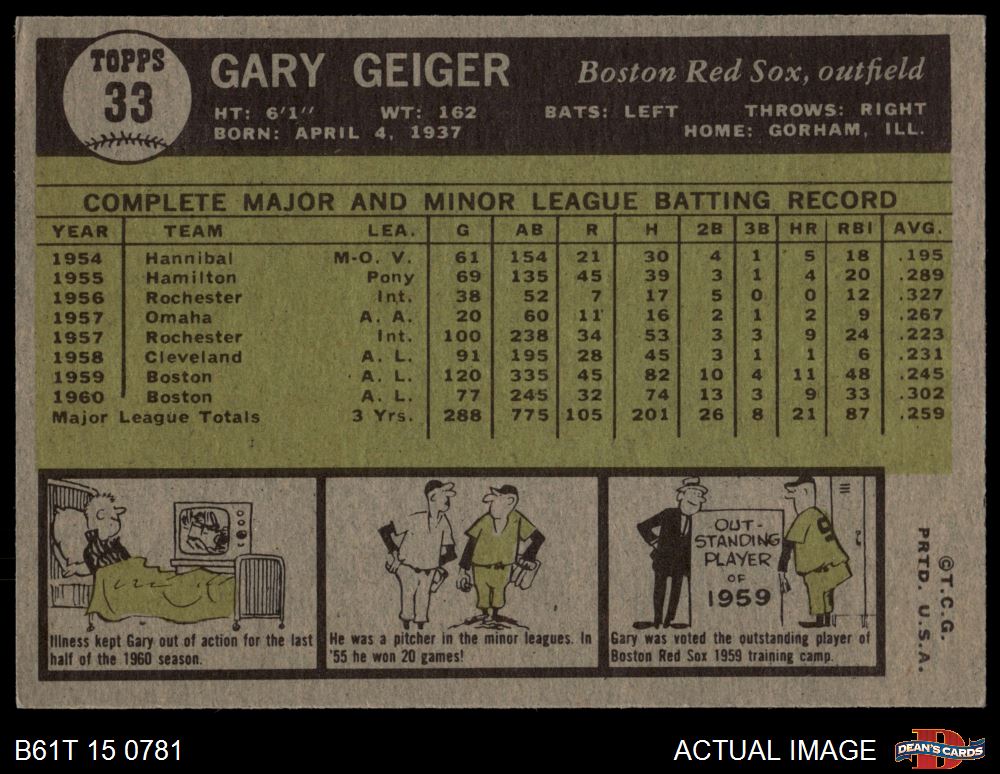 TOPPS
33
GARY GEIGER
Boston Red Sox, outfield
HT: 6'1" WT: 162 BATS: LEFT THROWS: RIGHT
BORN: APRIL 4, 1937 HOME: GORHAM, ILL.
COMPLETE MAJOR AND MINOR LEAGUE BATTING RECORD
YEAR TEAM LEA. G AB R H 2B 3B HR RBI AVG.
1954 Hannibal M-O. V. 61 154 21 30 4 1 5 18 .195
1955 Hamilton Pony 69 135 45 39 3 1 4 20 .289
1956 Rochester Int. 38 52 7 17 5 0 0 12 .327
1957 Omaha A. A. 20 60 11 16 2 1 2 9 .267
1957 Rochester Int. 100 238 34 53 3 3 9 24 .223
1958 Cleveland A. L. 91 195 28 45 3 1 1 6 .231
1959 Boston A. L. 120 335 45 82 10 4 11 48 .245
1960 Boston A. L. 77 245 32 74 13 3 9 33 .302
Major League Totals 3 Yrs. 288 775 105 201 26 8 21 87 .259
Illness kept Gary out of action for the last
half of the 1960 season.
He was a pitcher in the minor leagues. In
'55 he won 20 games!
OUT-
STANDING
PLAYER
OF
1959
9
Gary was voted the outstanding player of
Boston Red Sox 1959 training camp.
©T.C.G.
PRTD. U.S.A.
B61T 15 0781
ACTUAL IMAGE
D
DEAN'S CARDS